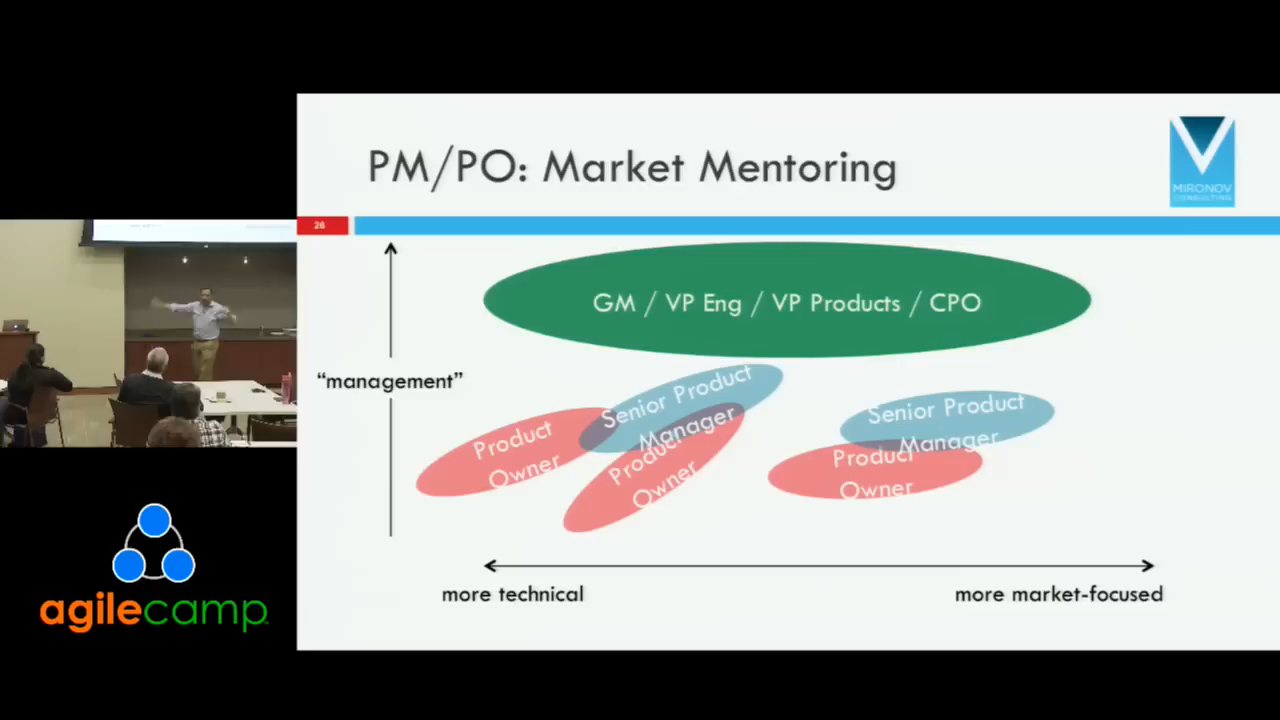 PM/PO: Market Mentoring
MIRONOV
CONSULTING
26
GM / VP Eng / VP Products / CPO
"management"
Senior Product
Manager
Product
Owner
Product
Owner
Senior Product
Manager
Product
Owner
more technical
more market-focused
agilecamp